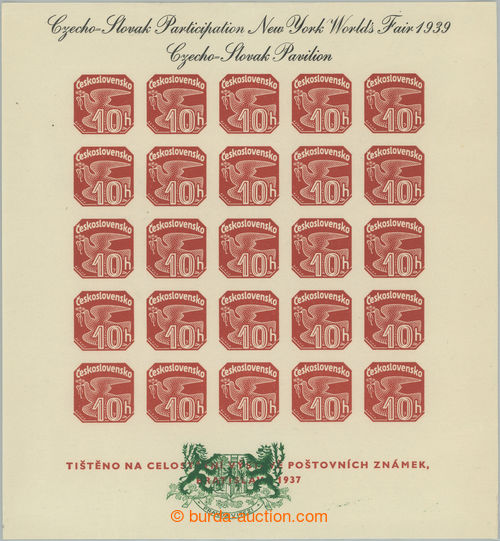 Czecho-Slovak Participation New York World's Fair 1939
Czecho-Slovak Pavilion
Československo Československo Československo Československo Československo
10h 10h 10h 10h 10h
Československo Československo Československo Československo Československo
10h 10h 10h 10h 10h
Československo Československo Československo Československo Československo
10h 10h 10h 10h 10h
Československo Československo Československo Československo Československo
10h 10h 10h 10h 10h
Československo Československo Československo Československo Československo
10h 10h 10h 10h 10h
TIŠTĚNO NA POŠTOVNÍCH ZNÁMEK,
BRATISLAVA 1937
© burda-auction.com